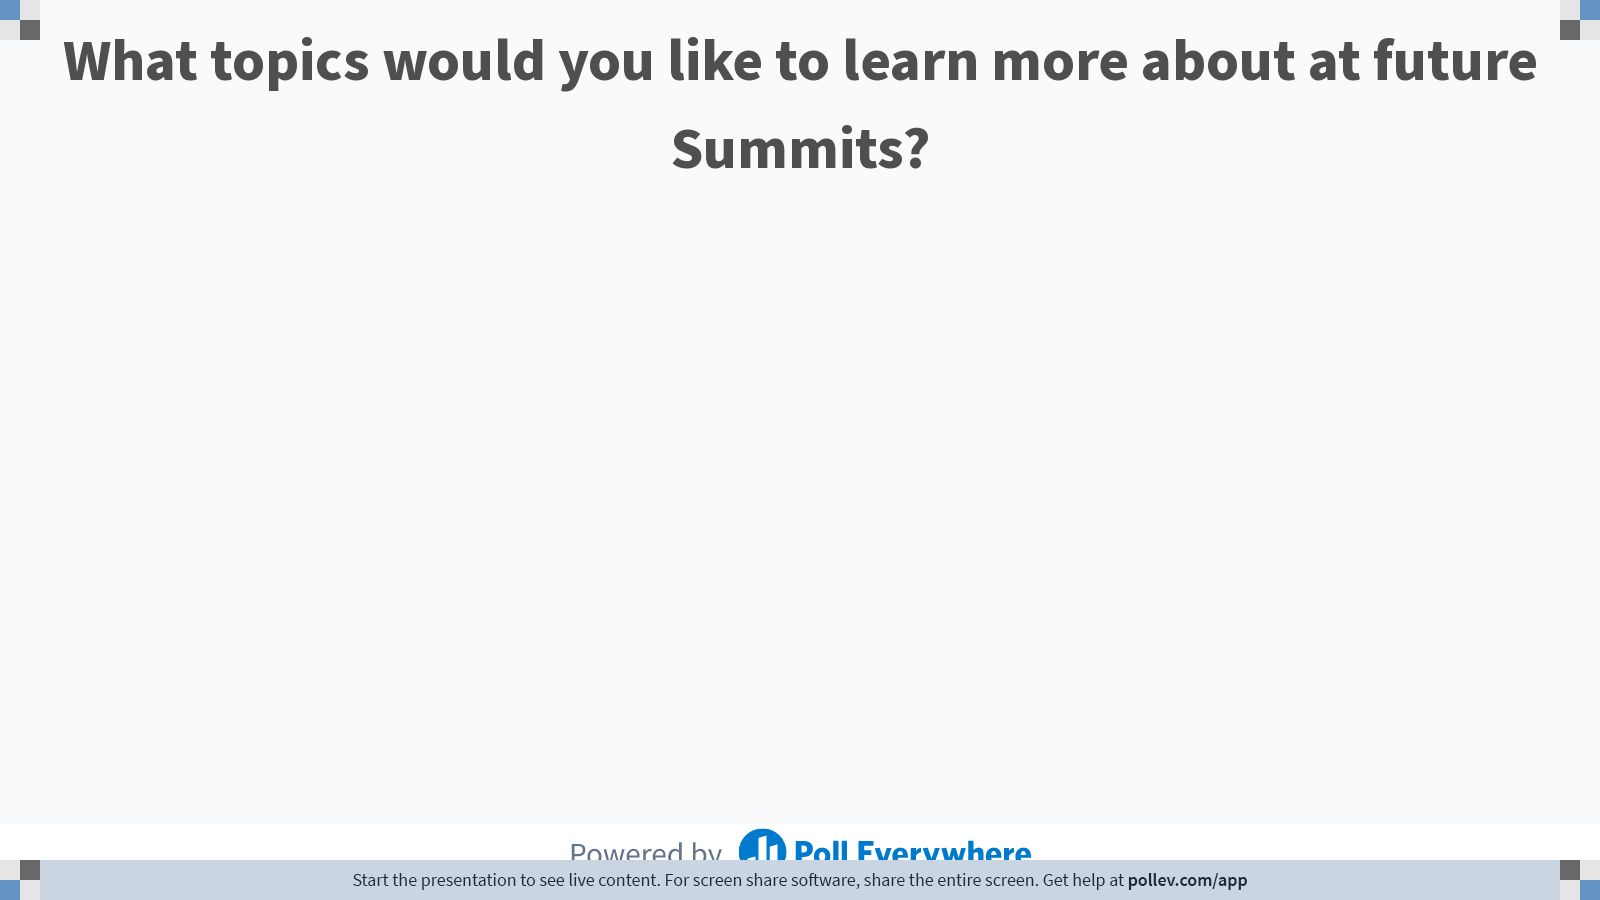 What topics would you like to learn more about at future
Summits?
Powered by Poll Everywhere
Start the presentation to see live content. For screen share software, share the entire screen. Get help at pollev.com/app